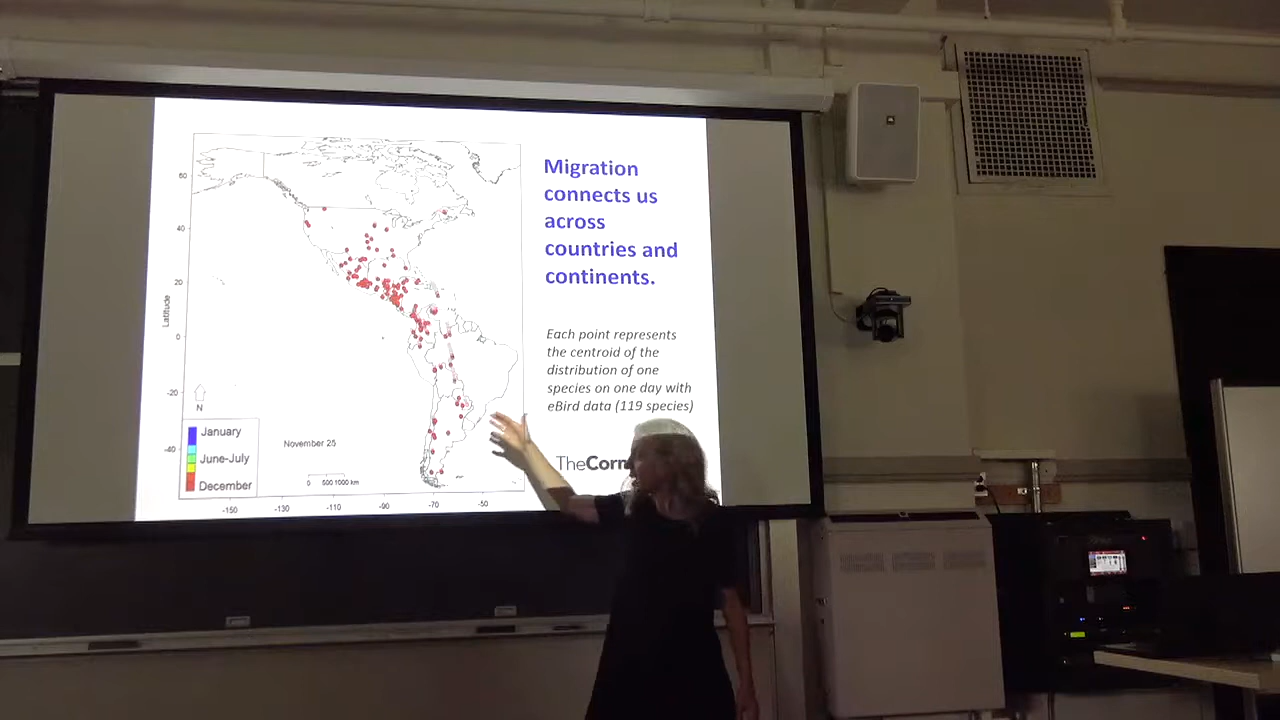 Migration
connects us
across
countries and
continents.
Each point represents
the centroid of the
distribution of one
species on one day with
eBird data (119 species)
TheCorn
60
40
20
0
-20
-40
Latitude
N
January
June-July
December
November 25
0 500 1000 km
-150 -130 -110 -90 -70 -50